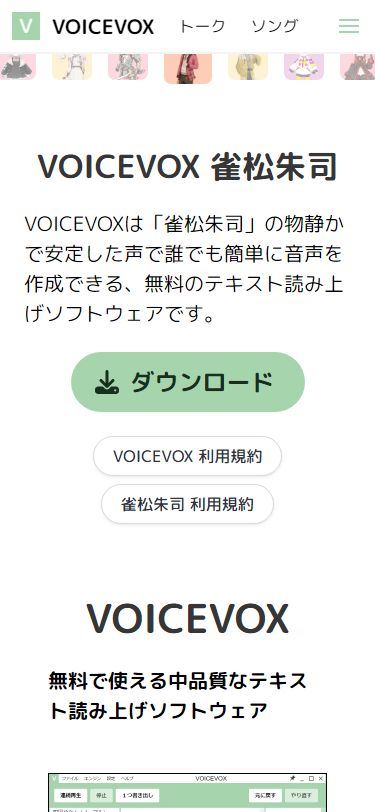 V VOICEVOX トーク ソング
VOICEVOX 雀松朱司
VOICEVOXは「雀松朱司」の物静か
で安定した声で誰でも簡単に音声を
作成できる、無料のテキスト読み上
げソフトウェアです。
ダウンロード
VOICEVOX 利用規約
雀松朱司 利用規約
VOICEVOX
無料で使える中品質なテキス
ト読み上げソフトウェア
ファイル エンジン 設定 ヘルプ VOICEVOX
連続再生 停止 1つ書き出し 元に戻す やり直す